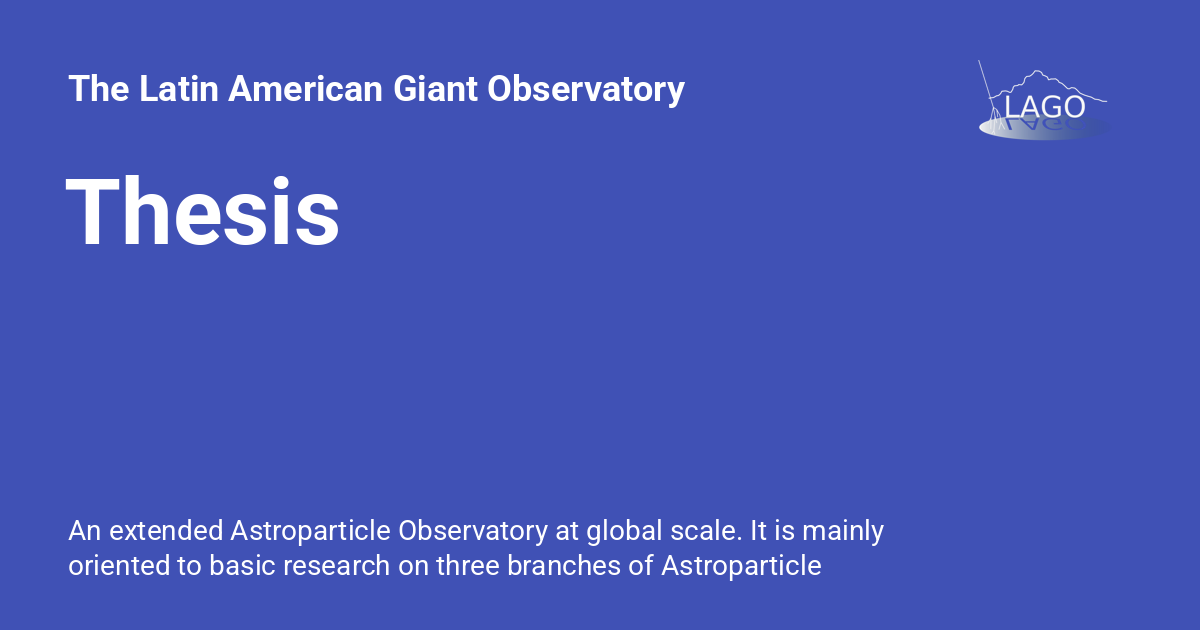 The Latin American Giant Observatory
LAGO
Thesis
An extended Astroparticle Observatory at global scale. It is mainly
oriented to basic research on three branches of Astroparticle